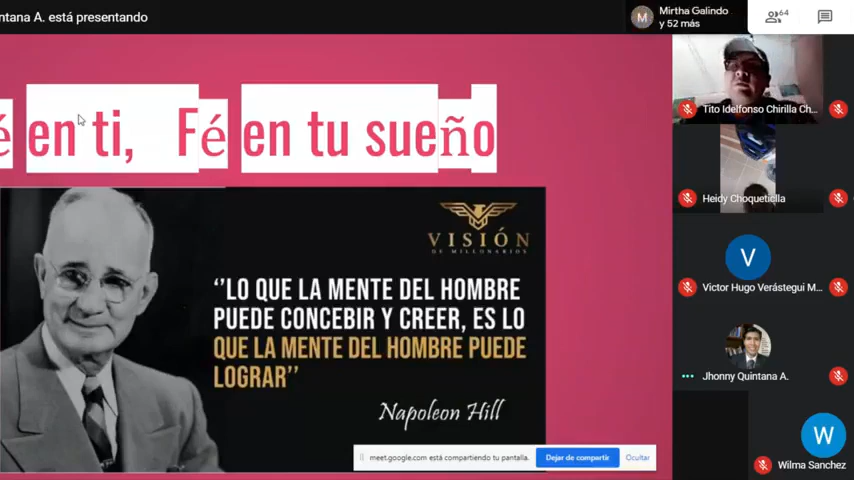 ntana A. está presentando
Mirtha Galindo
y 52 más
64
é en ti, Fé en tu sueño
VISIÓN
DE MILLONARIOS
‘’LO QUE LA MENTE DEL HOMBRE
PUEDE CONCEBIR Y CREER, ES LO
QUE LA MENTE DEL HOMBRE PUEDE
LOGRAR’’
Napoleon Hill
meet.google.com está compartiendo tu pantalla.
Dejar de compartir
Ocultar
M
Tito Idelfonso Chirilla Ch...
Heidy Choqueticlla
V
Victor Hugo Verástegui M...
Jhonny Quintana A.
W
Wilma Sanchez